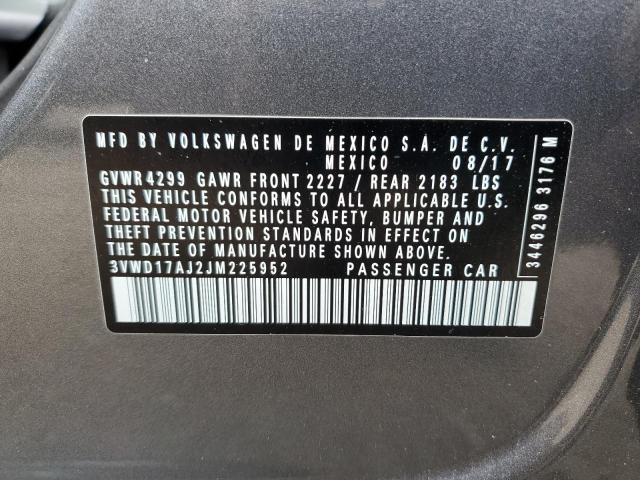 MFD BY VOLKSWAGEN DE MEXICO S.A. DE C.V.
MEXICO 08/17
GVWR 4299 GAWR FRONT 2227 / REAR 2183 LBS
THIS VEHICLE CONFORMS TO ALL APPLICABLE U.S.
FEDERAL MOTOR VEHICLE SAFETY, BUMPER AND
THEFT PREVENTION STANDARDS IN EFFECT ON
THE DATE OF MANUFACTURE SHOWN ABOVE.
3VWD17AJ2JM225952 PASSENGER CAR
3446296 3176 M